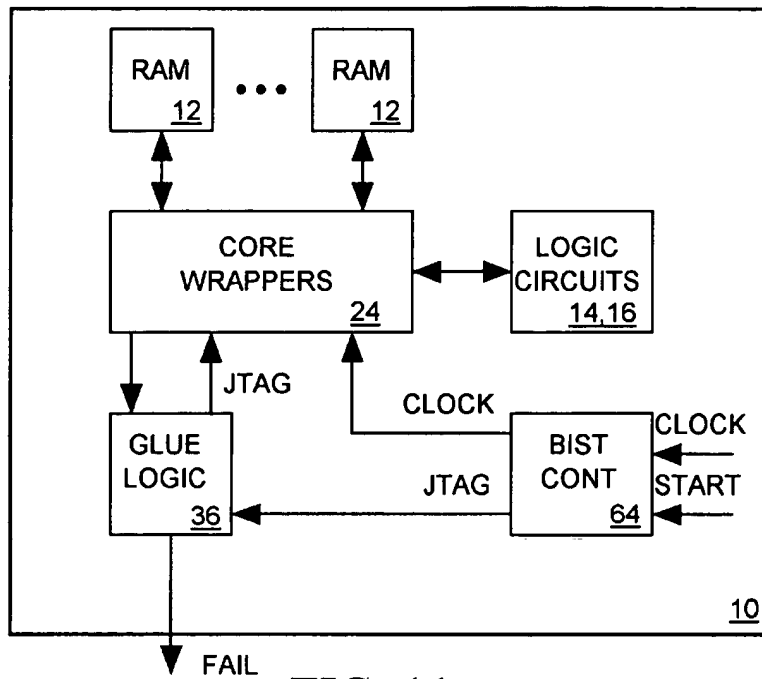 RAM
12
RAM
12
CORE
WRAPPERS
24
LOGIC
CIRCUITS
14,16
JTAG
CLOCK
GLUE
LOGIC
36
JTAG
BIST
CONT
64
CLOCK
START
10
FAIL